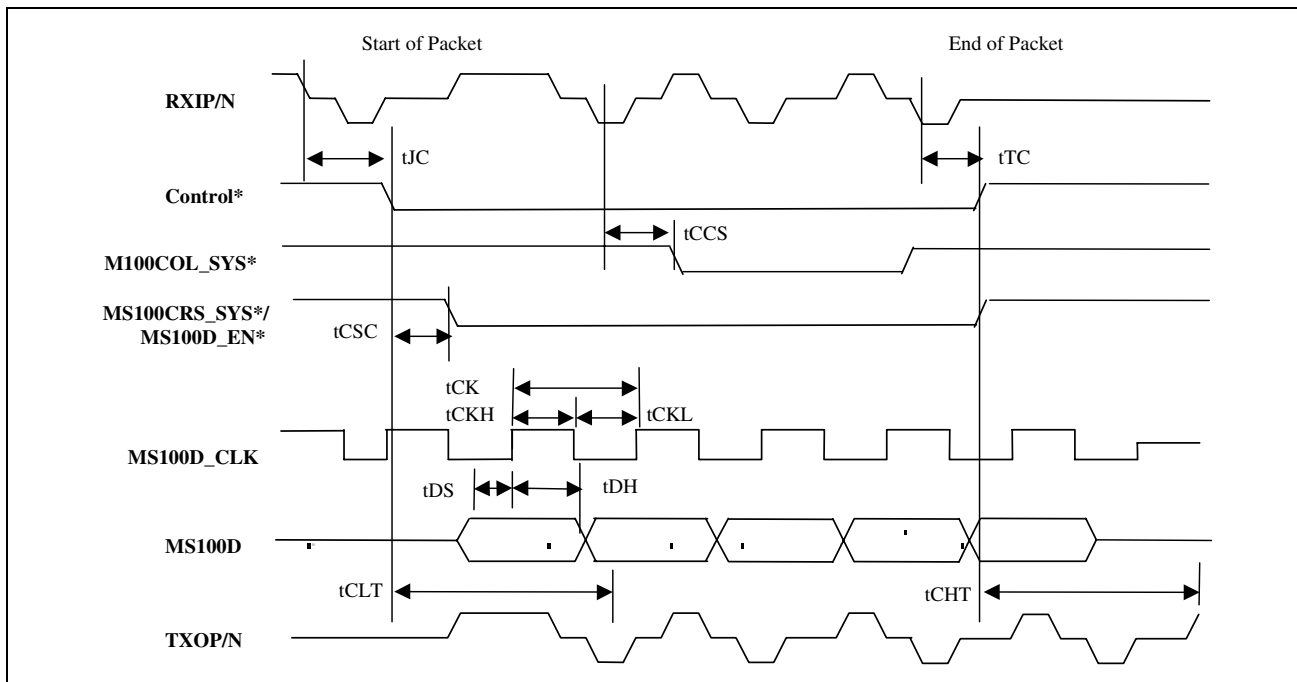 Start of Packet
End of Packet
RXIP/N
tJC
tTC
Control*
tCCS
M100COL_SYS*
MS100CRS_SYS*/
MS100D_EN*
tCSC
tCK
tCKH
tCKL
MS100D_CLK
tDS
tDH
MS100D
tCLT
tCHT
TXOP/N